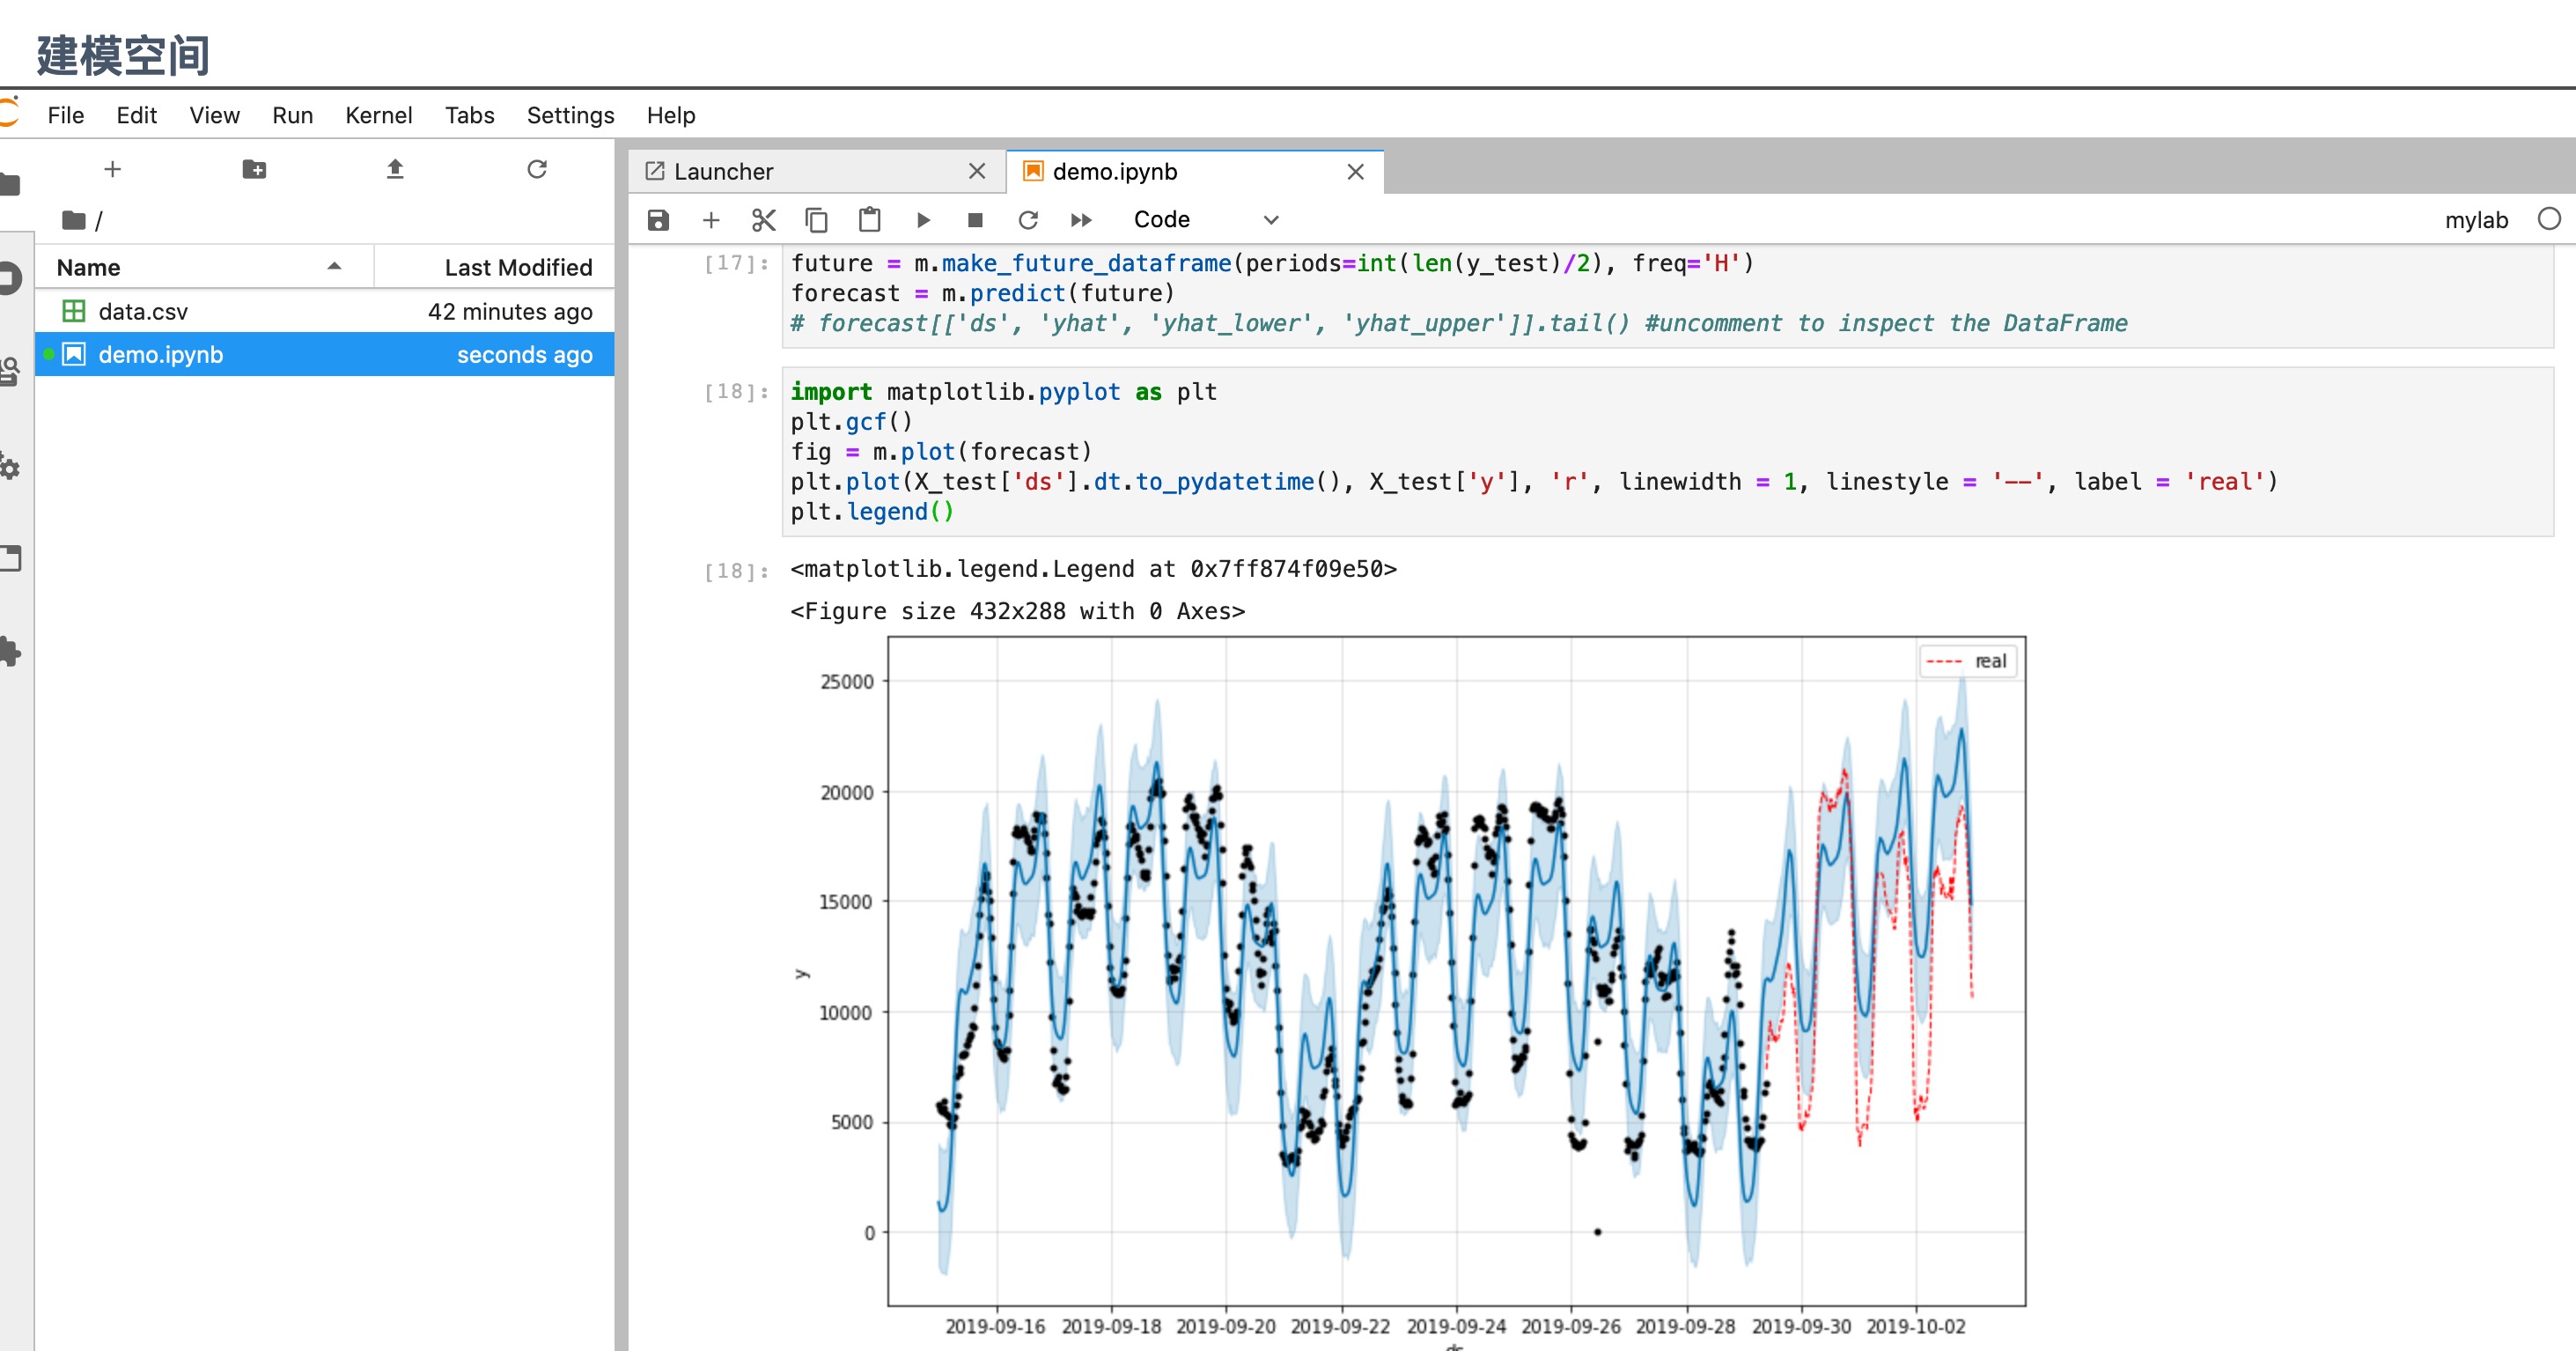 建模空间
File Edit View Run Kernel Tabs Settings Help
/
Name Last Modified
data.csv 42 minutes ago
demo.ipynb seconds ago
Launcher demo.ipynb
Code mylab
[17]: future = m.make_future_dataframe(periods=int(len(y_test)/2), freq='H')
forecast = m.predict(future)
# forecast[['ds', 'yhat', 'yhat_lower', 'yhat_upper']].tail() #uncomment to inspect the DataFrame
[18]: import matplotlib.pyplot as plt
plt.gcf()
fig = m.plot(forecast)
plt.plot(X_test['ds'].dt.to_pydatetime(), X_test['y'], 'r', linewidth = 1, linestyle = '--', label = 'real')
plt.legend()
[18]: <matplotlib.legend.Legend at 0x7ff874f09e50>
<Figure size 432x288 with 0 Axes>
real
25000
20000
15000
y
10000
5000
0
2019-09-16 2019-09-18 2019-09-20 2019-09-22 2019-09-24 2019-09-26 2019-09-28 2019-09-30 2019-10-02